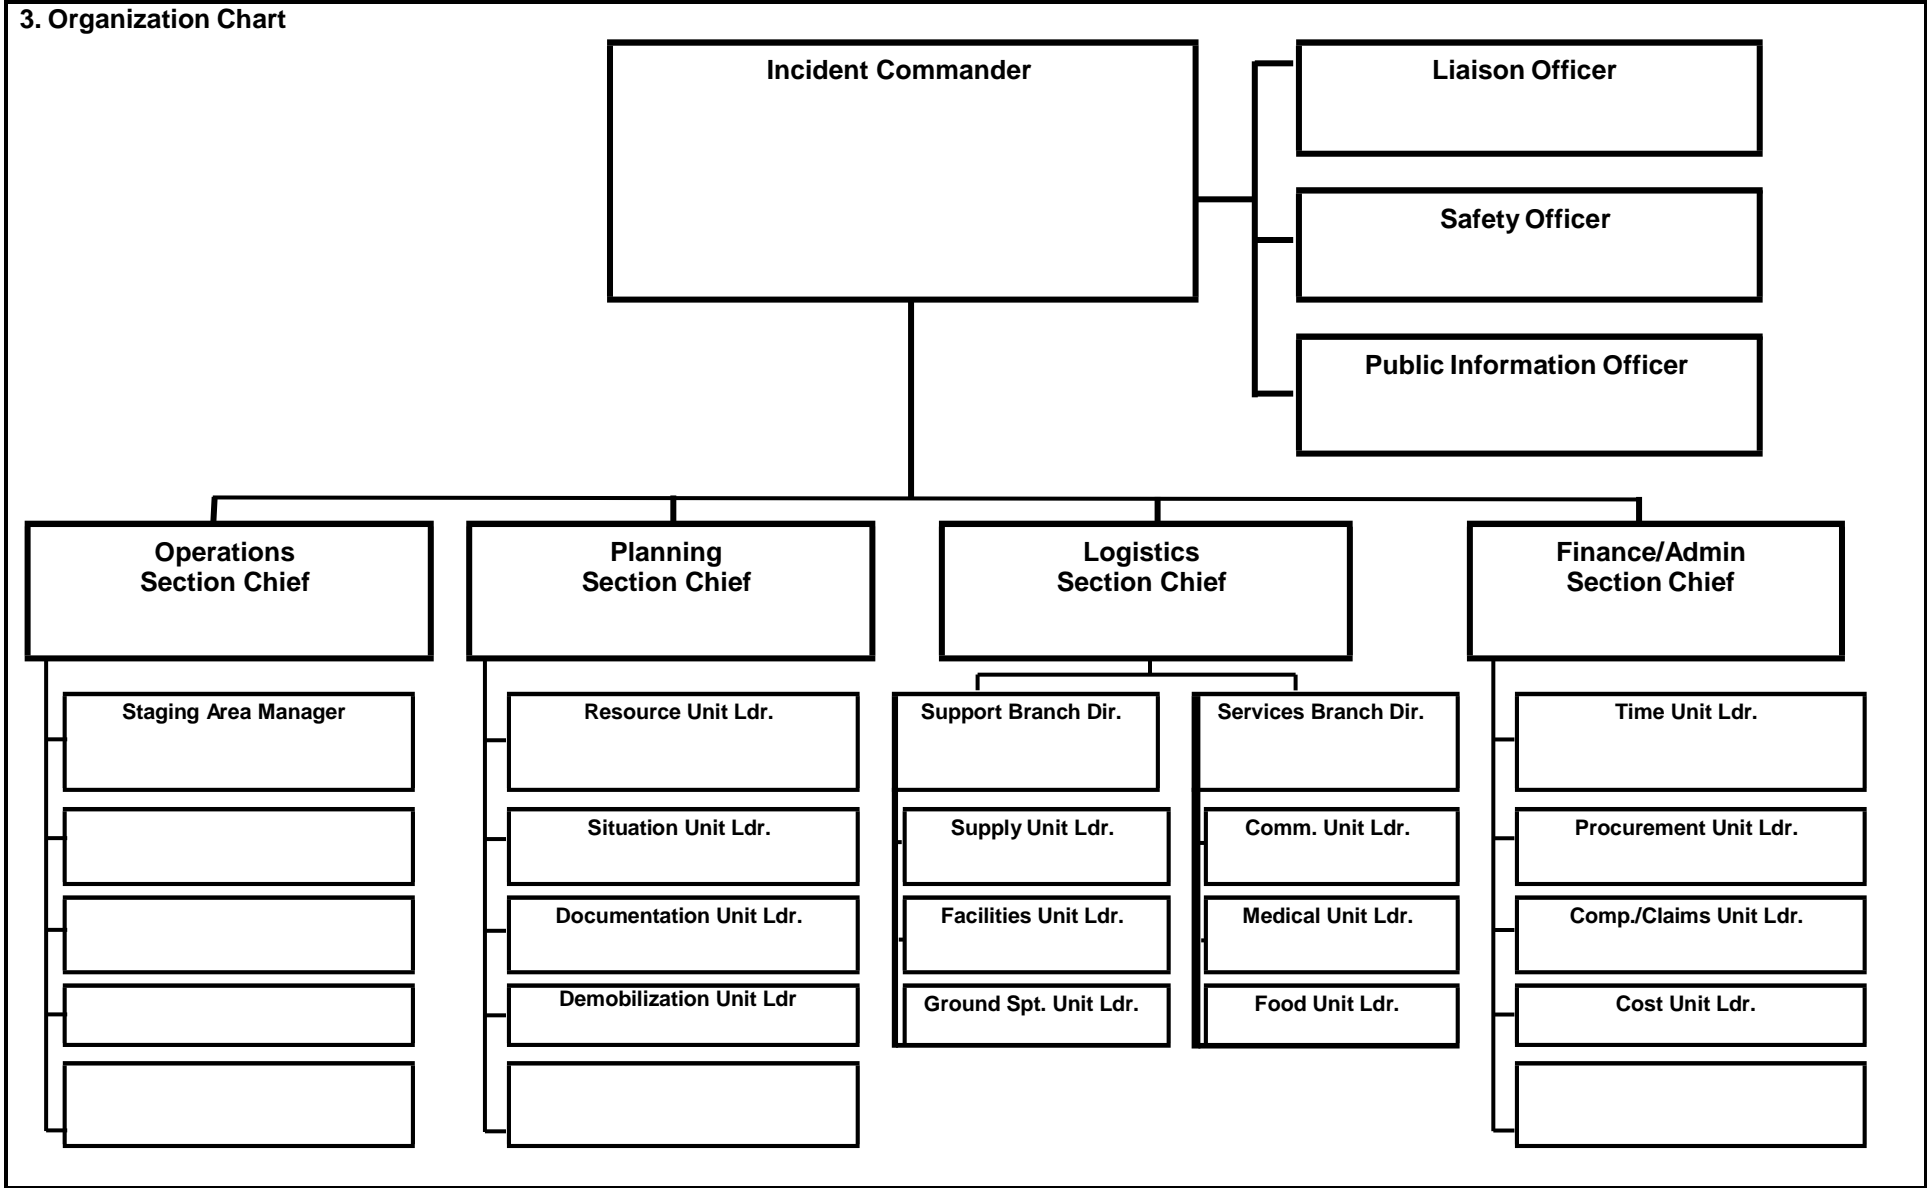 3. Organization Chart
Incident Commander
Liaison Officer
Safety Officer
Public Information Officer
Operations
Section Chief
Planning
Section Chief
Logistics
Section Chief
Finance/Admin
Section Chief
Staging Area Manager
Resource Unit Ldr.
Situation Unit Ldr.
Documentation Unit Ldr.
Demobilization Unit Ldr
Support Branch Dir.
Supply Unit Ldr.
Facilities Unit Ldr.
Ground Spt. Unit Ldr.
Services Branch Dir.
Comm. Unit Ldr.
Medical Unit Ldr.
Food Unit Ldr.
Time Unit Ldr.
Procurement Unit Ldr.
Comp./Claims Unit Ldr.
Cost Unit Ldr.